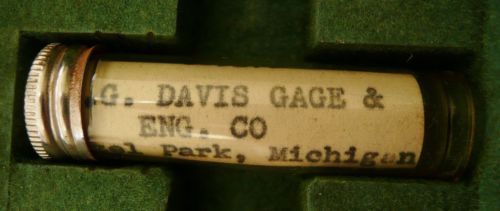 .G. DAVIS GAGE &
ENG. CO
Park, Michigan